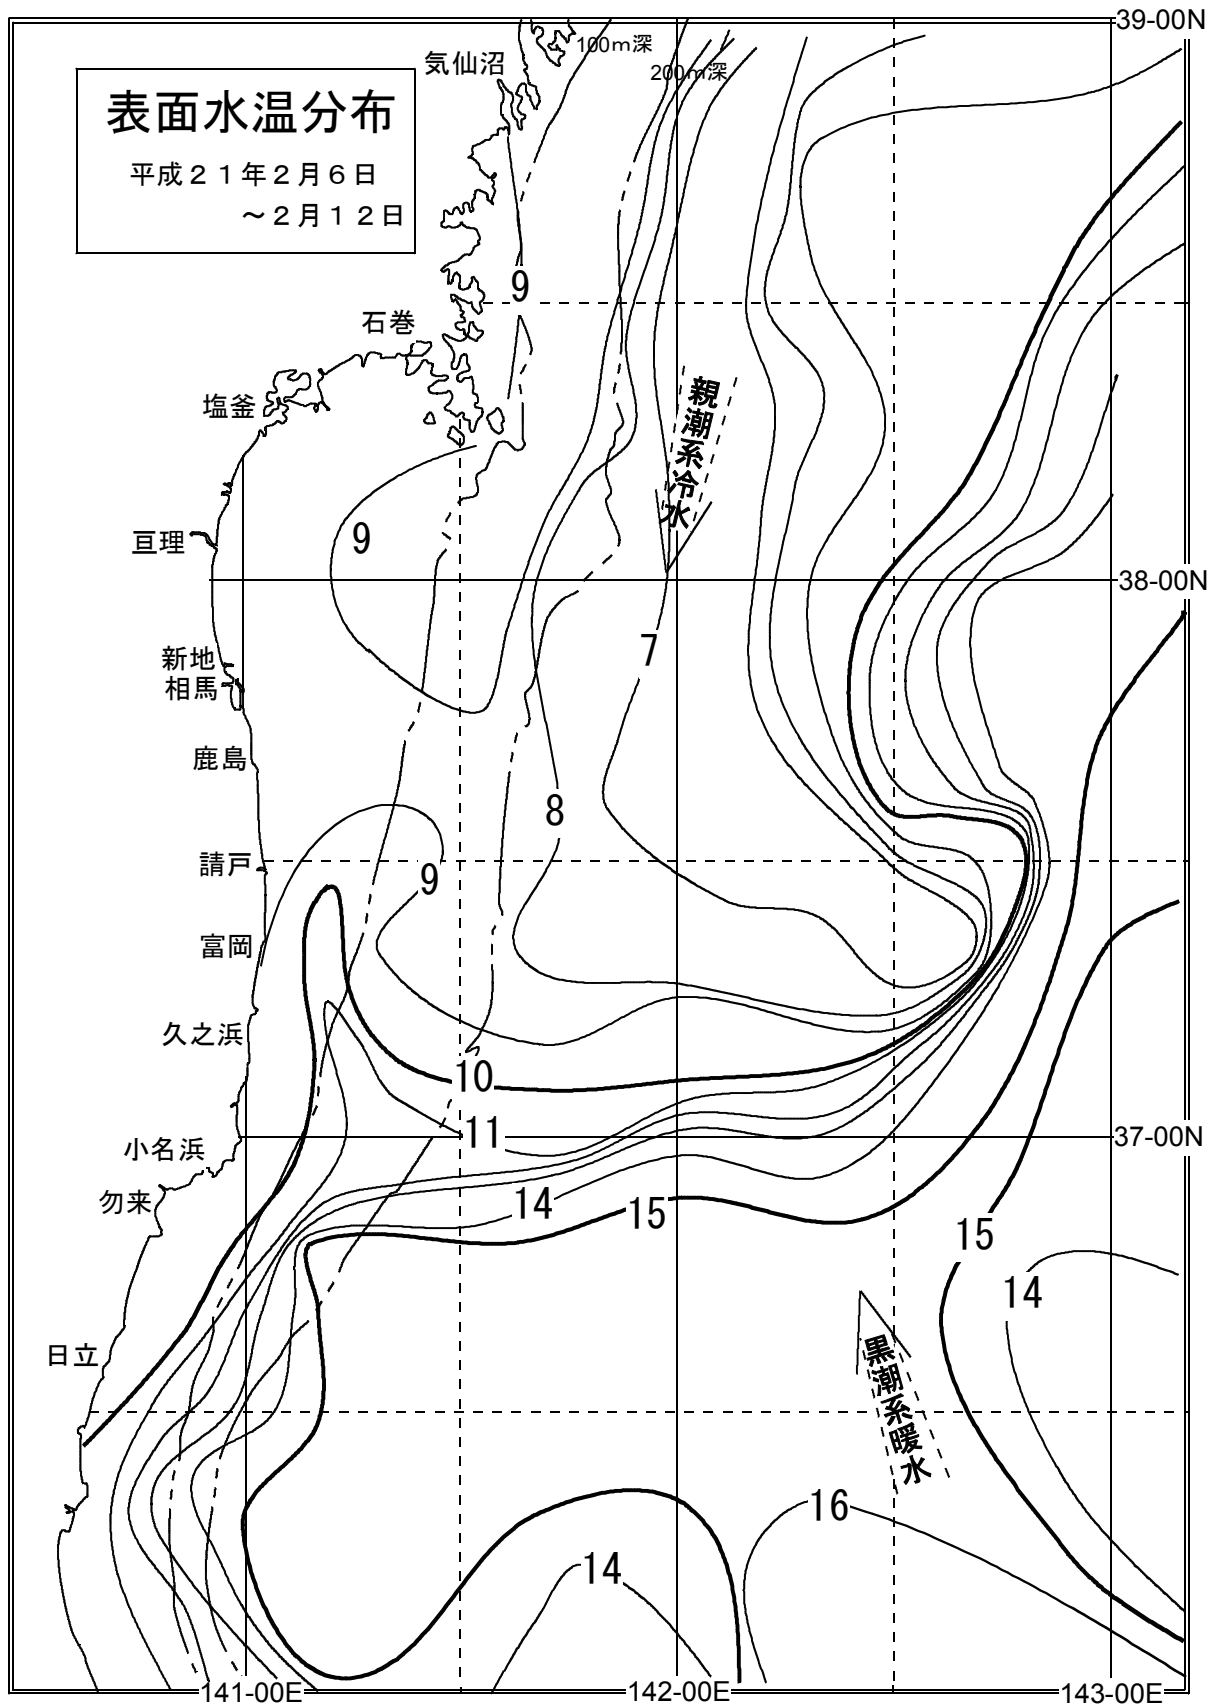 39-00N
100m深
気仙沼
200m深
表面水温分布
平成２１年２月６日
～２月１２日
9
石巻
塩釜
親潮系冷水
9
亘理
38-00N
7
新地
相馬
鹿島
8
請戸
9
富岡
久之浜
10
11
37-00N
小名浜
勿来
14
15
15
14
日立
黒潮系暖水
16
14
141-00E
142-00E
143-00E